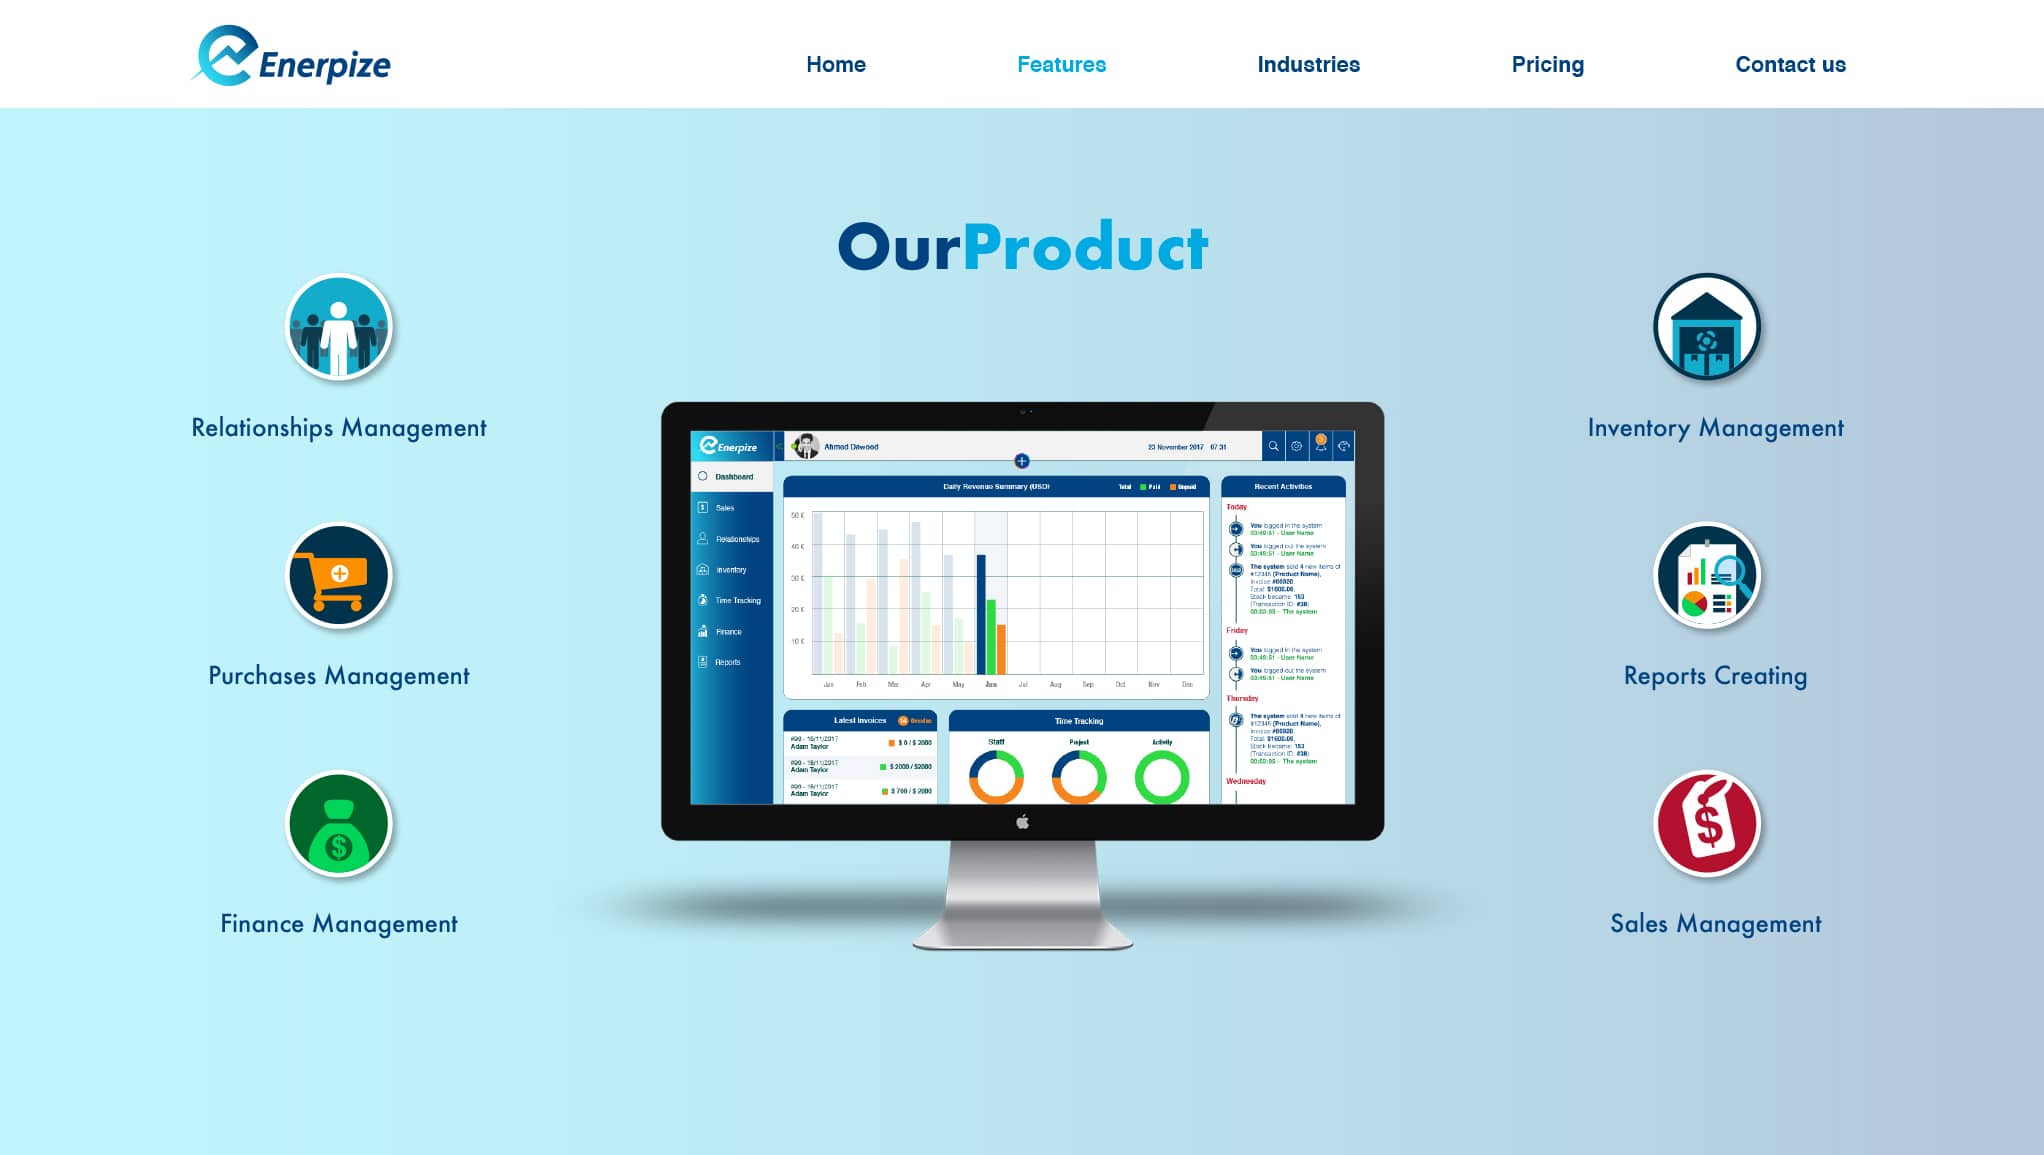 Enerpize
Home
Features
Industries
Pricing
Contact us
OurProduct
Relationships Management
Purchases Management
Finance Management
Inventory Management
Reports Creating
Sales Management
Enerpize
Ahmed Dawood
23 November 2017 07:31
3
Dashboard
Sales
Relationships
Inventory
Time Tracking
Finance
Reports
Daily Revenue Summary (USD)
Total
Paid
Unpaid
50 K
40 K
30 K
20 K
10 K
Jan
Feb
Mar
Apr
May
June
Jul
Aug
Sep
Oct
Nov
Dec
Latest Invoices
Overdue
#90 - 16/11/2017
Adam Taylor
$ 0 / $ 2000
#90 - 16/11/2017
Adam Taylor
$ 2000 / $2000
#90 - 16/11/2017
Adam Taylor
$ 700 / $ 2000
Time Tracking
Staff
Project
Activity
Recent Activities
Today
You logged in the system
03:49:51 - User Name
You logged out the system
03:49:51 - User Name
The system sold 4 new items of
#12345 (Product Name),
Invoice #00020.
Total: $1600.00.
Stock became: 153
(Transaction ID: #38)
00:03:05 - The system
Friday
You logged in the system
03:49:51 - User Name
You logged out the system
03:49:51 - User Name
Thursday
The system sold 4 new items of
#12345 (Product Name),
Invoice #00020.
Total: $1600.00.
Stock became: 153
(Transaction ID: #38)
00:03:05 - The system
Wednesday